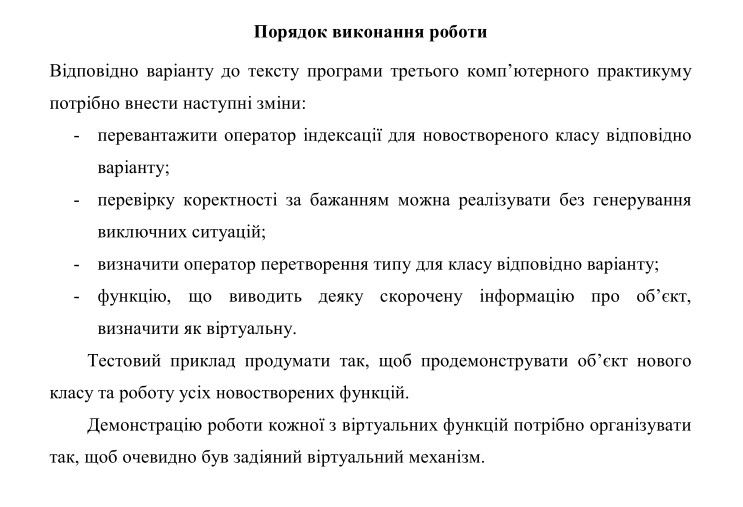 Порядок виконання роботи
Відповідно варіанту до тексту програми третього комп’ютерного практикуму
потрібно внести наступні зміни:
- перевантажити оператор індексації для новоствореного класу відповідно
варіанту;
- перевірку коректності за бажанням можна реалізувати без генерування
виключних ситуацій;
- визначити оператор перетворення типу для класу відповідно варіанту;
- функцію, що виводить деяку скорочену інформацію про об’єкт,
визначити як віртуальну.
Тестовий приклад продумати так, щоб продемонструвати об’єкт нового
класу та роботу усіх новостворених функцій.
Демонстрацію роботи кожної з віртуальних функцій потрібно організувати
так, щоб очевидно був задіяний віртуальний механізм.